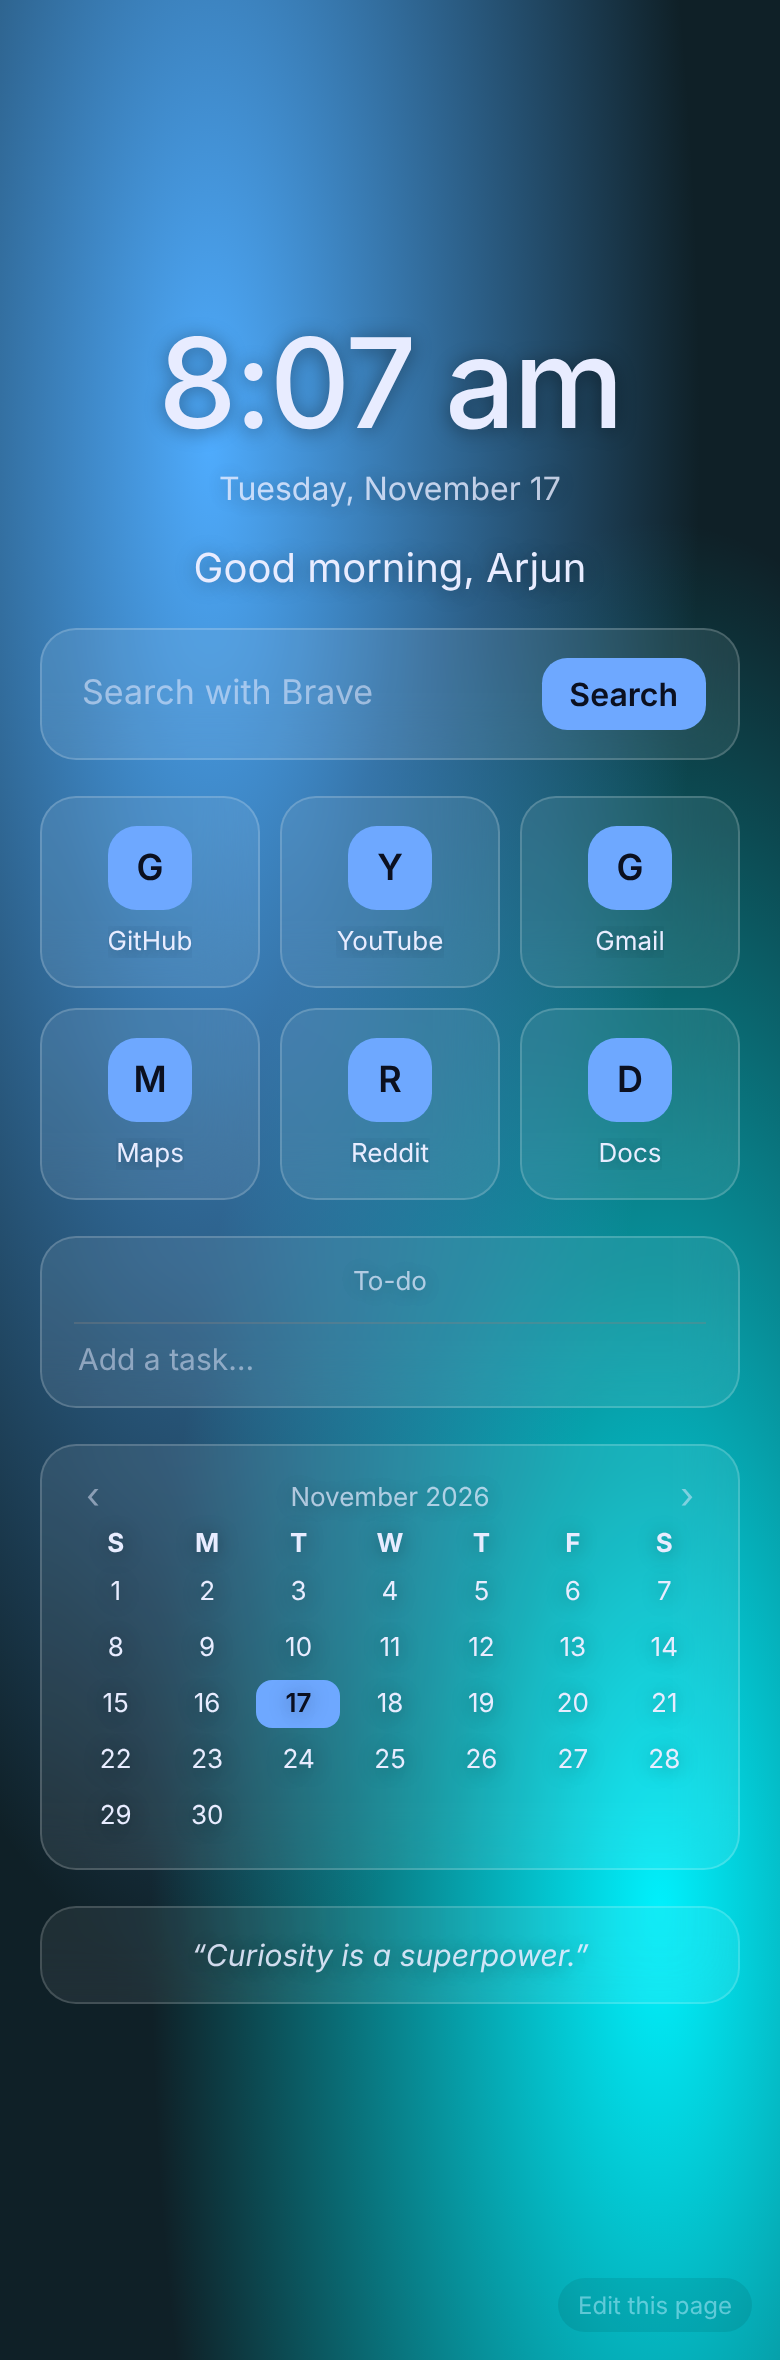 8:07 am
Tuesday, November 17
Good morning, Arjun
Search with Brave Search
G Y G
GitHub YouTube Gmail
M R D
Maps Reddit Docs
To-do
Add a task...
‹ November 2026 ›
S M T W T F S
1 2 3 4 5 6 7
8 9 10 11 12 13 14
15 16 17 18 19 20 21
22 23 24 25 26 27 28
29 30
“Curiosity is a superpower.”
Edit this page